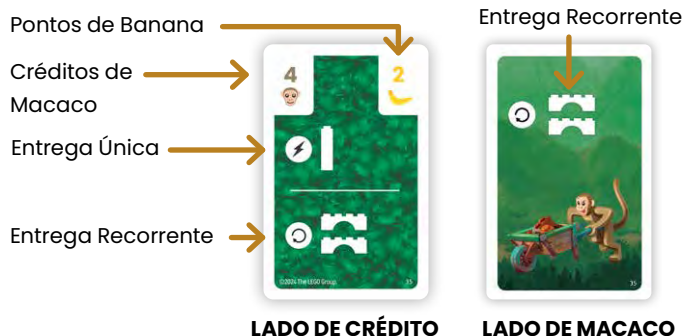 Pontos de Banana
Créditos de
Macaco
Entrega Única
Entrega Recorrente
4
2
©2024 The LEGO Group.
35
LADO DE CRÉDITO
Entrega Recorrente
35
LADO DE MACACO